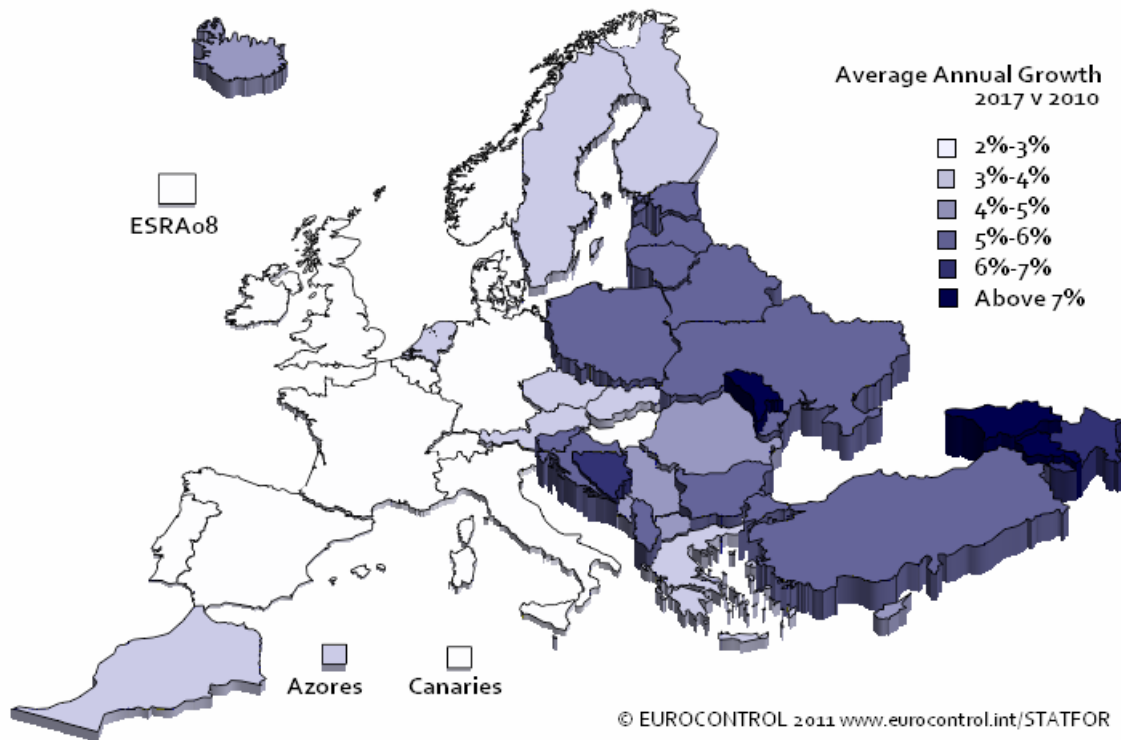 Average Annual Growth
2017 v 2010
2%-3%
3%-4%
4%-5%
5%-6%
6%-7%
Above 7%
ESRA08
Azores
Canaries
© EUROCONTROL 2011 www.eurocontrol.int/STATFOR